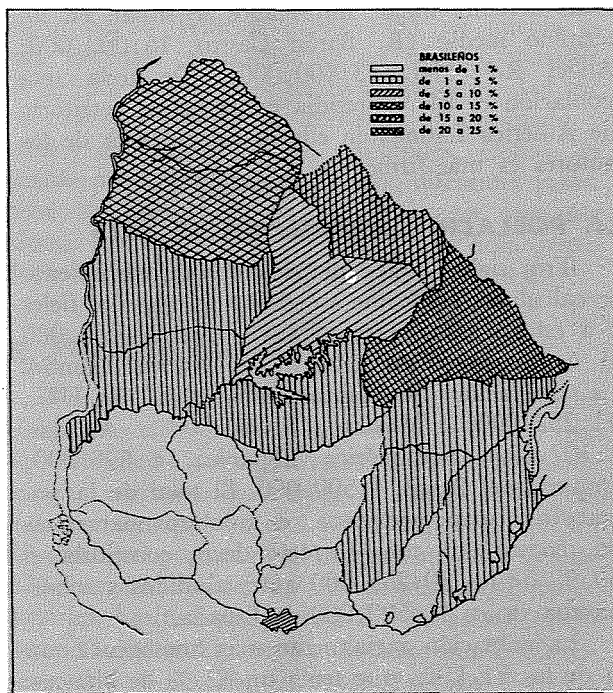 BRASILEÑOS
menos de 1 %
de 1 a 5 %
de 5 a 10 %
de 10 a 15 %
de 15 a 20 %
de 20 a 25 %